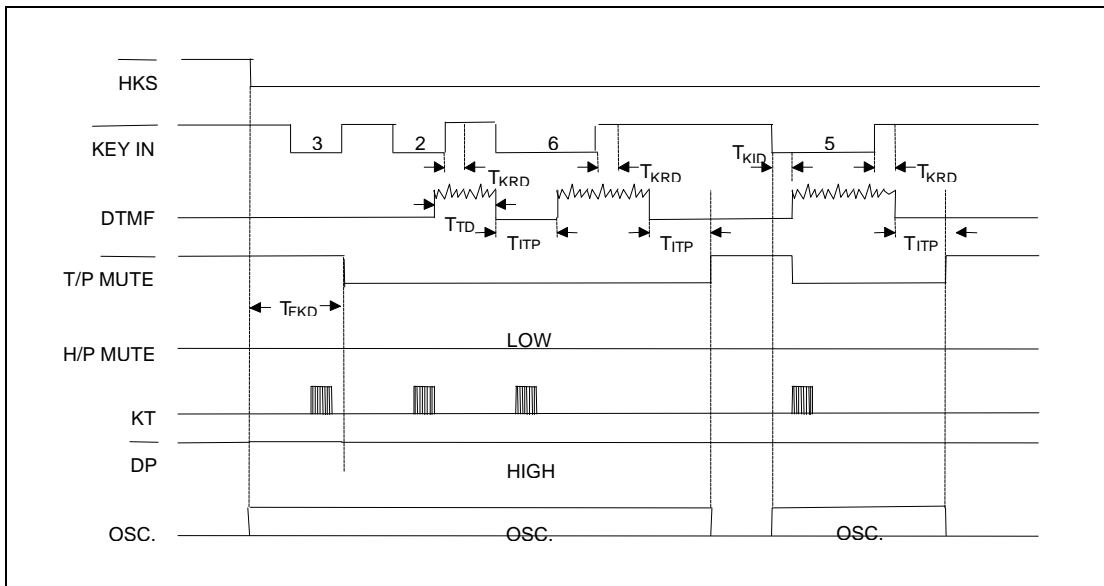 HKS
KEY IN 3 2 6 5
TKID
TKRD TKRD TKRD
DTMF
TTD TITP TITP TITP
T/P MUTE
TFKD
LOW
H/P MUTE
KT
DP
HIGH
OSC. OSC. OSC.